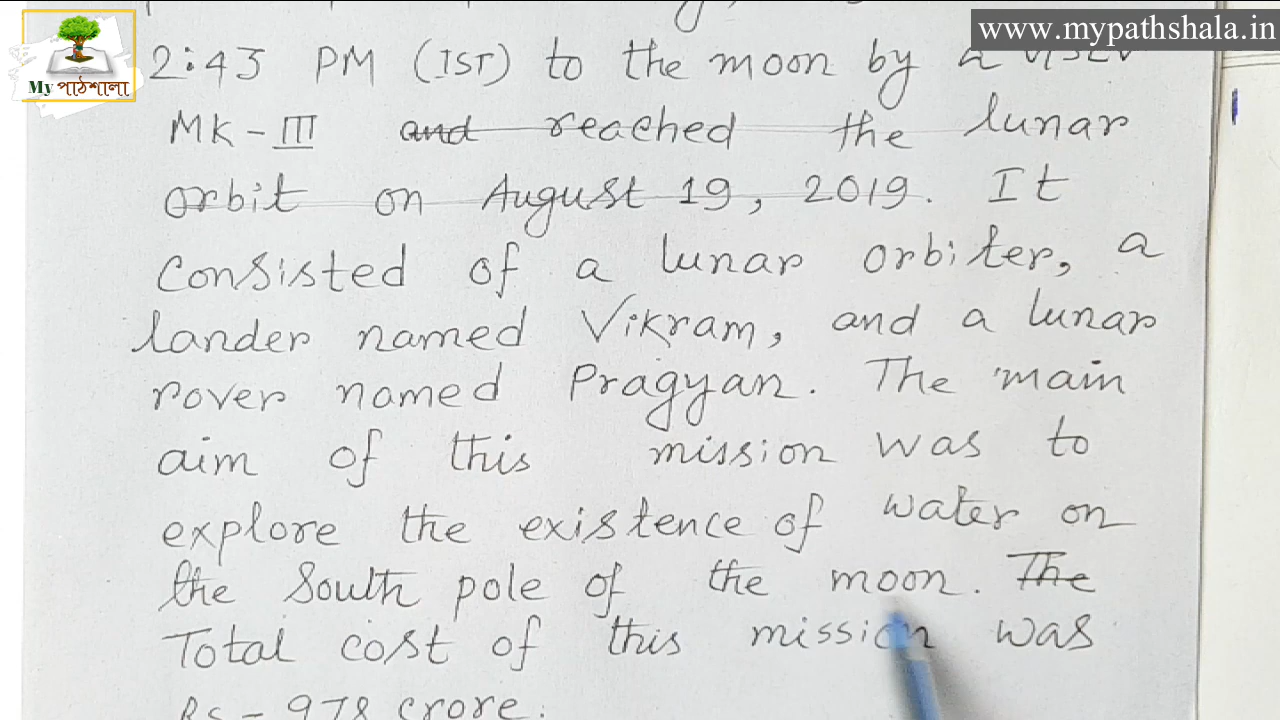 www.mypathshala.in
My পাঠশালা
2:43 PM (IST) to the moon by a
MK-III and reached the lunar
orbit on August 19, 2019. It
consisted of a lunar orbiter, a
lander named Vikram, and a lunar
rover named Pragyan. The main
aim of this mission was to
explore the existence of water on
the South pole of the moon. The
Total cost of this mission was
Rs - 978 crore.